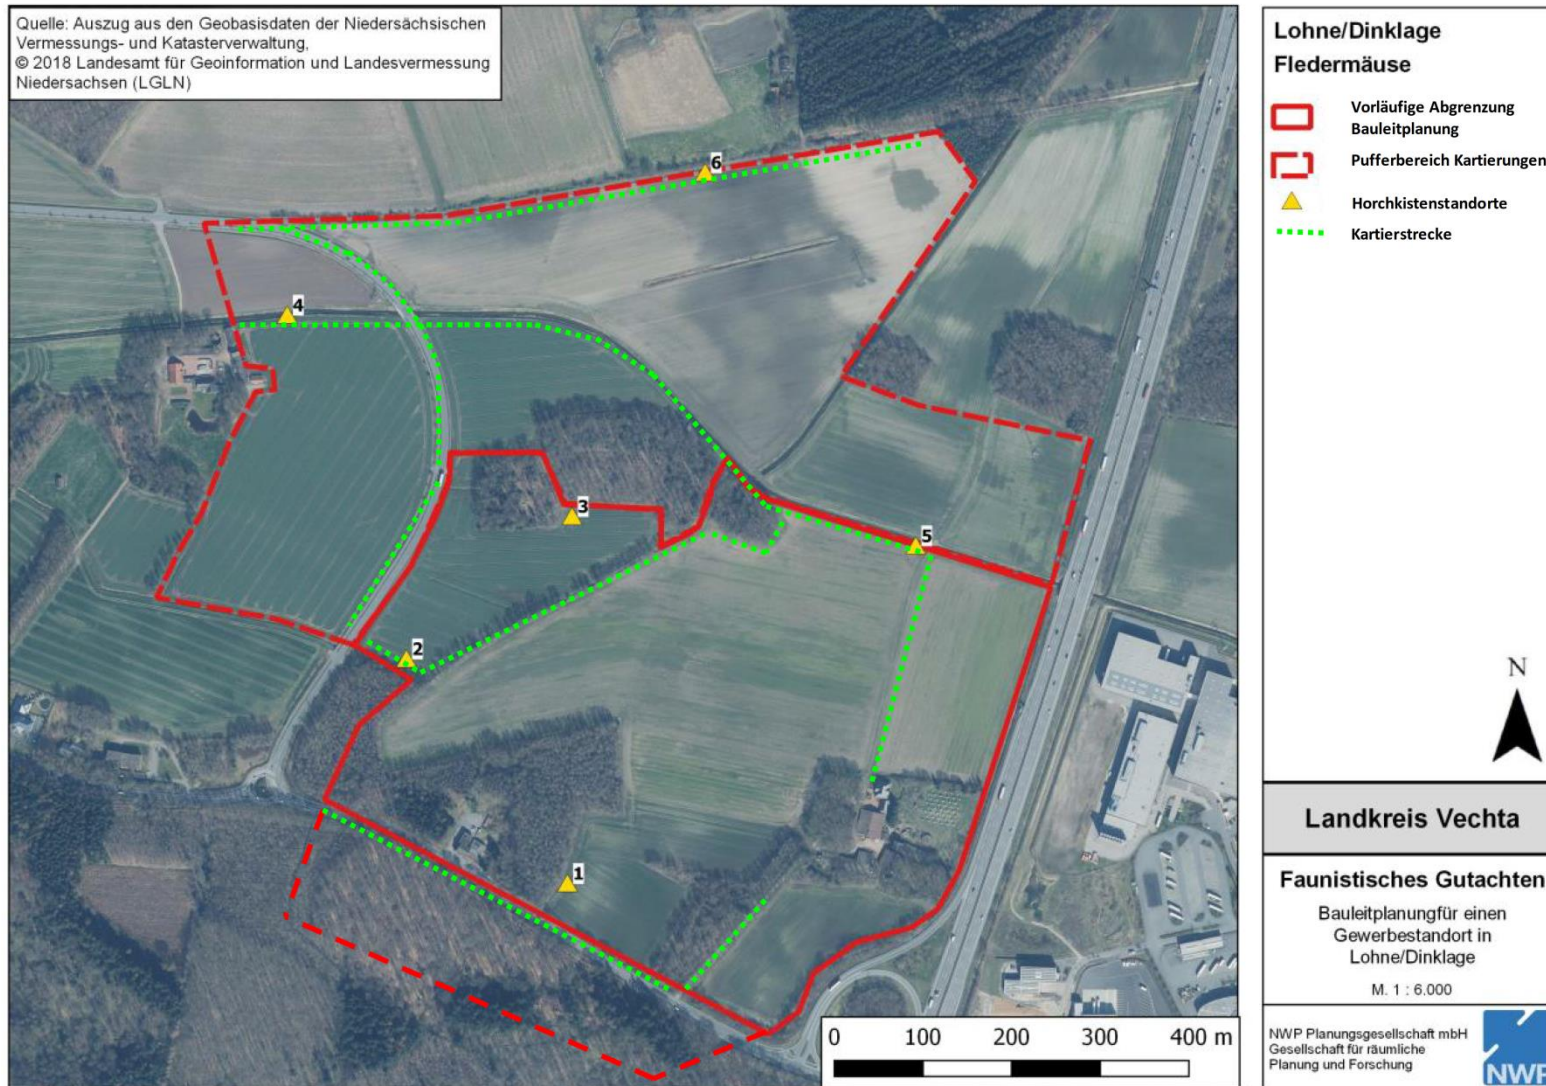 Quelle: Auszug aus den Geobasisdaten der Niedersächsischen
Vermessungs- und Katasterverwaltung,
© 2018 Landesamt für Geoinformation und Landesvermessung
Niedersachsen (LGLN)
6
4
3
5
2
1
0 100 200 300 400 m
Lohne/Dinklage
Fledermäuse
Vorläufige Abgrenzung
Bauleitplanung
Pufferbereich Kartierungen
Horchkistenstandorte
Kartierstrecke
N
Landkreis Vechta
Faunistisches Gutachten
Bauleitplanungfür einen
Gewerbestandort in
Lohne/Dinklage
M. 1 : 6.000
NWP Planungsgesellschaft mbH
Gesellschaft für räumliche
Planung und Forschung
NWP